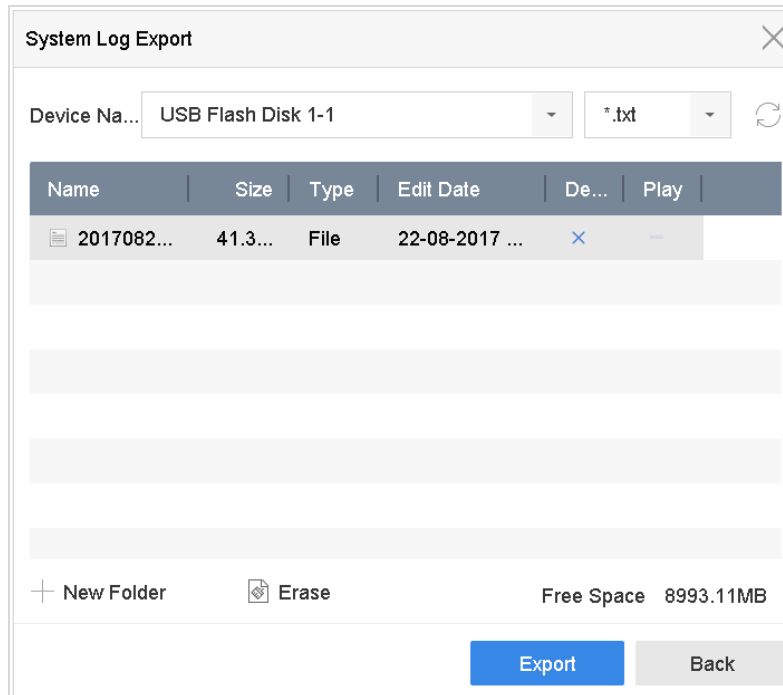 System Log Export
Device Na... USB Flash Disk 1-1 *.txt
Name Size Type Edit Date De... Play
2017082... 41.3... File 22-08-2017 ...
New Folder Erase Free Space 8993.11MB
Export Back